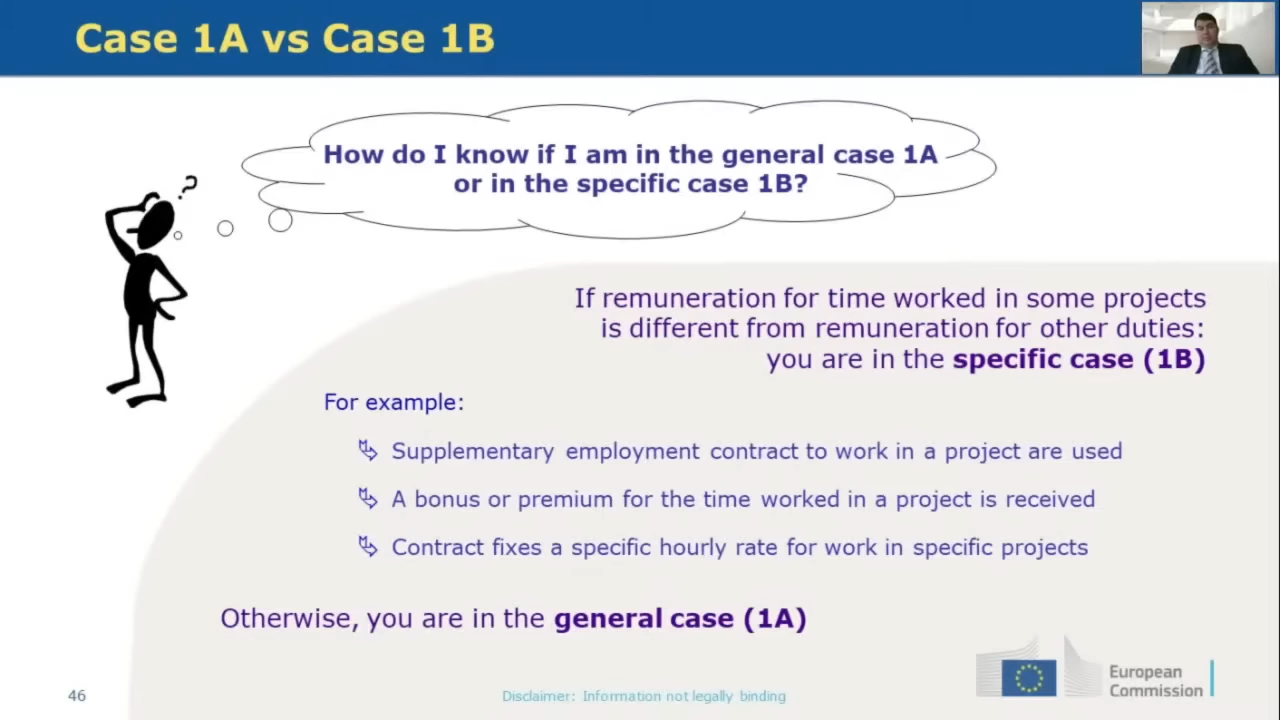 Case 1A vs Case 1B
?
How do I know if I am in the general case 1A
or in the specific case 1B?
If remuneration for time worked in some projects
is different from remuneration for other duties:
you are in the specific case (1B)
For example:
Supplementary employment contract to work in a project are used
A bonus or premium for the time worked in a project is received
Contract fixes a specific hourly rate for work in specific projects
Otherwise, you are in the general case (1A)
European
Commission
46
Disclaimer: Information not legally binding